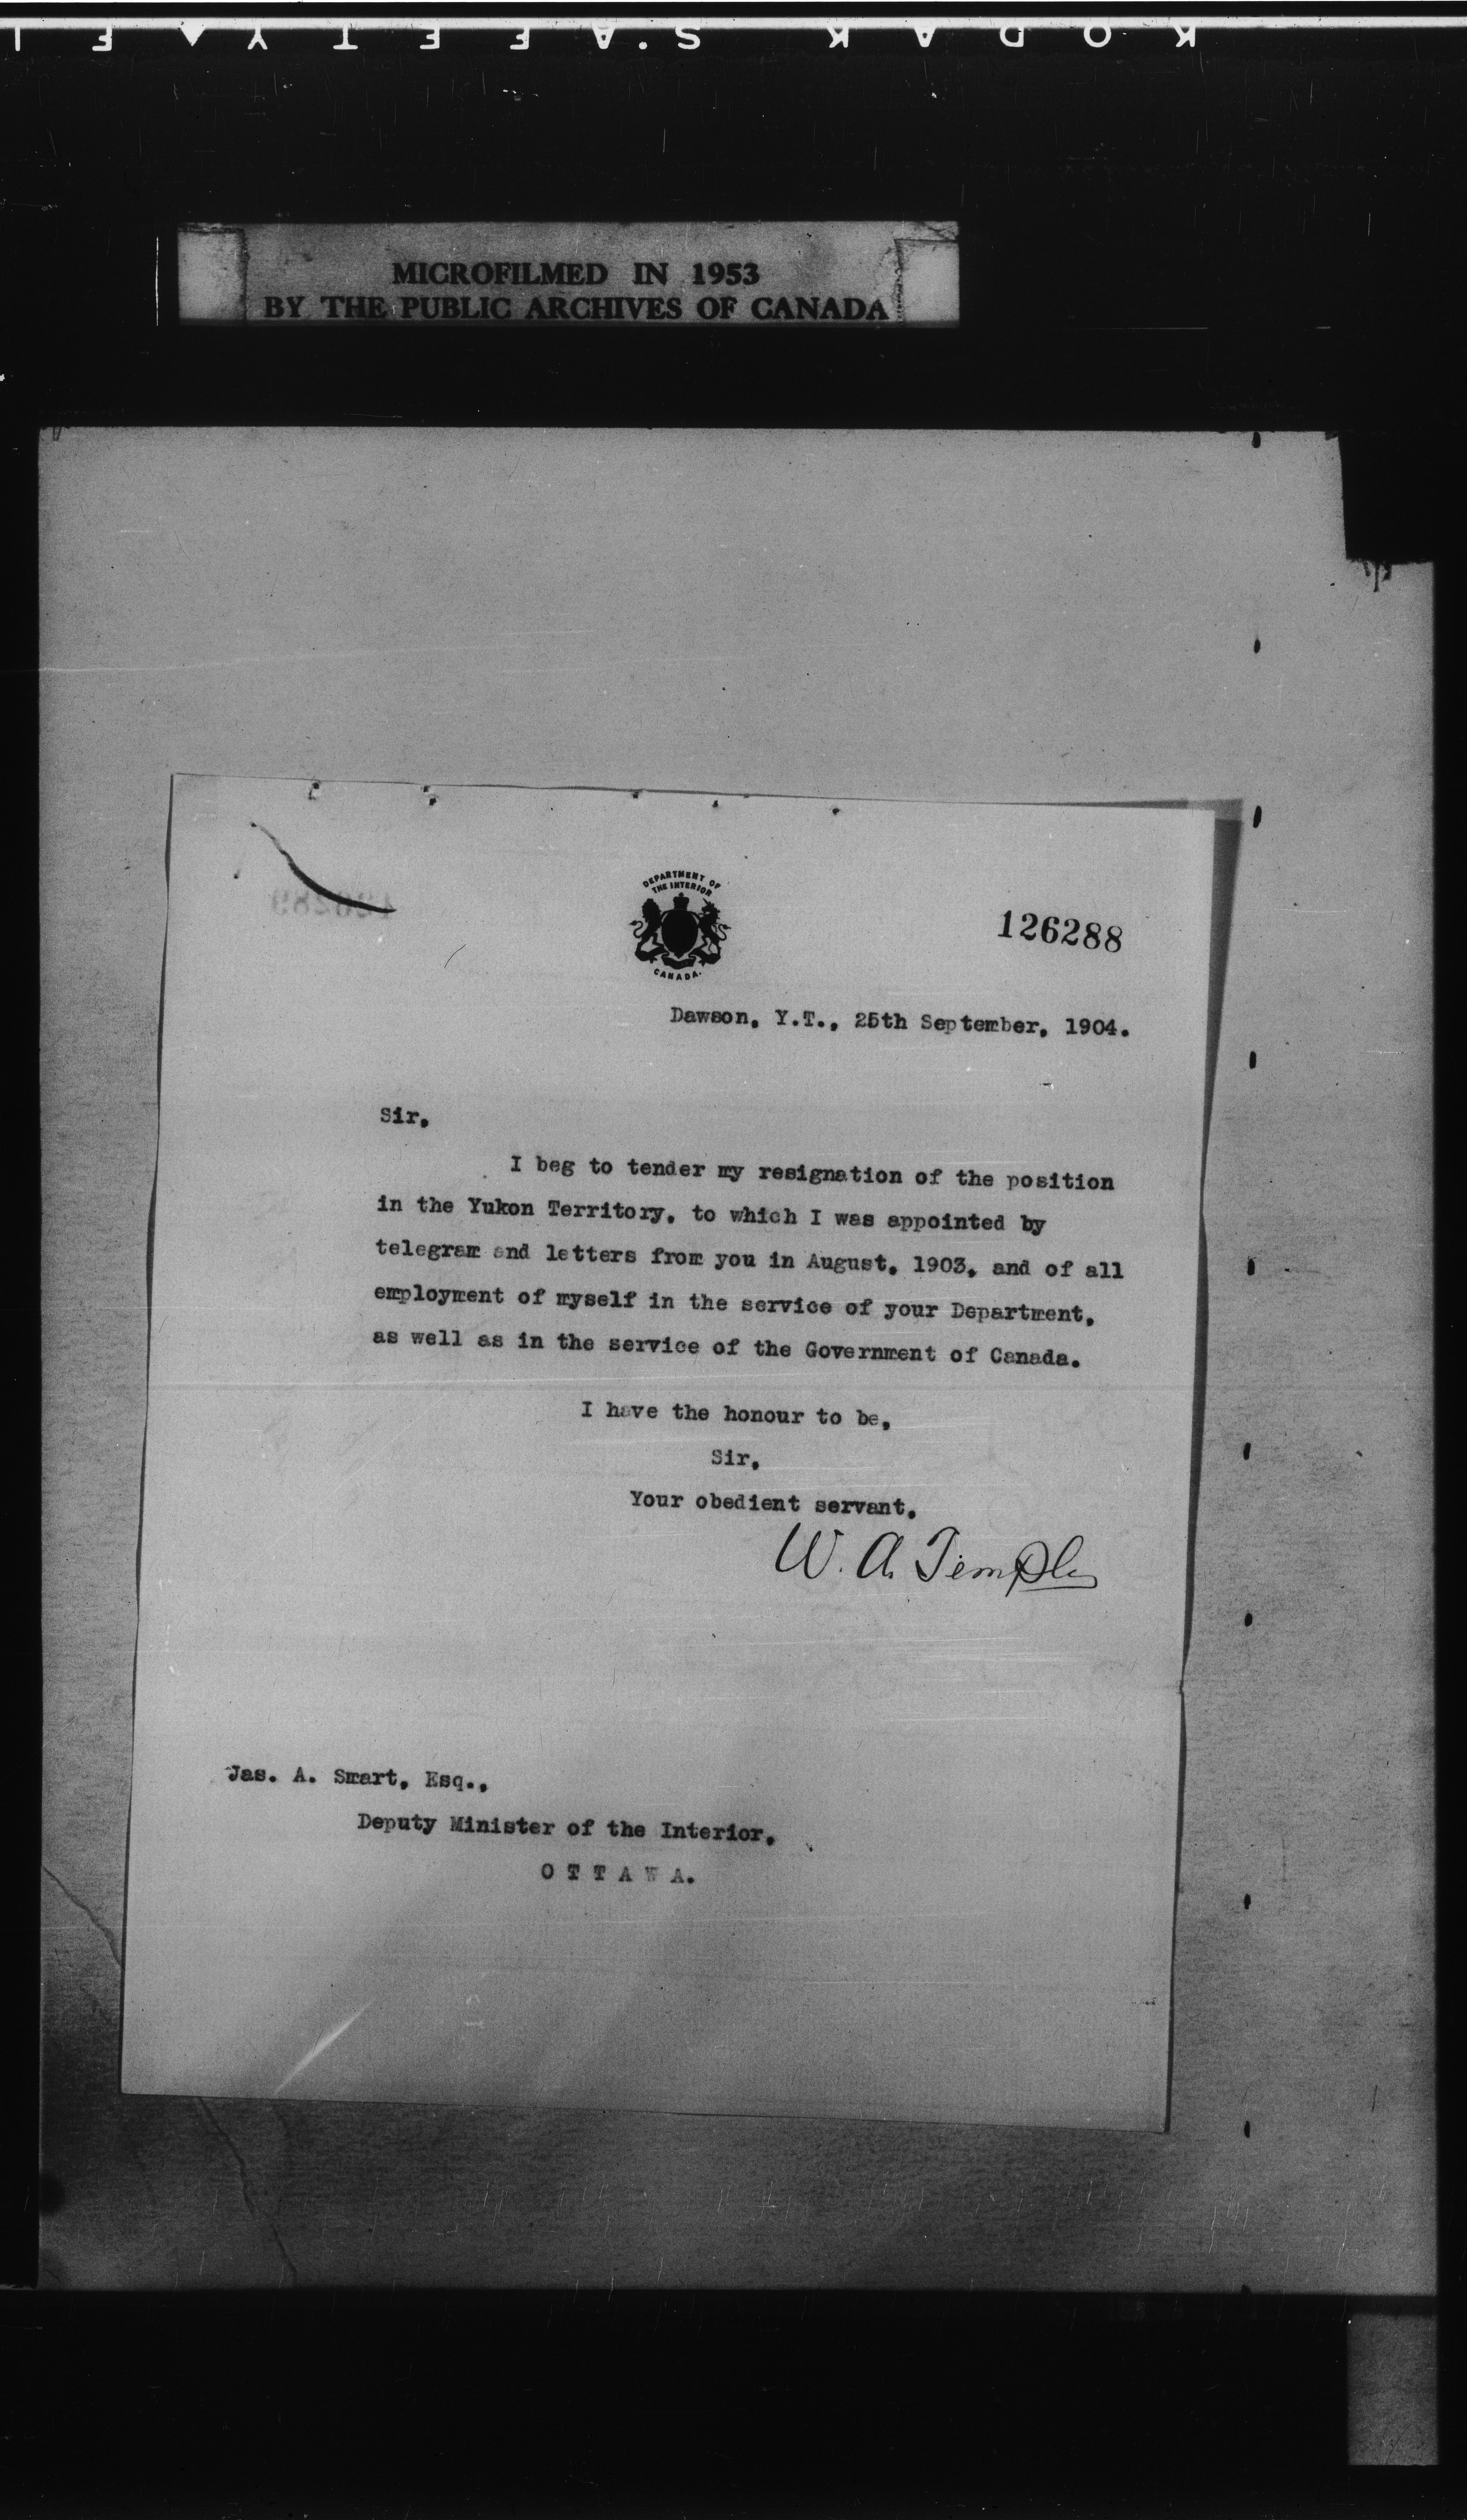 KODAK S.A.F.E.T.Y
MICROFILMED IN 1953
BY THE PUBLIC ARCHIVES OF CANADA
DEPARTMENT OF
THE INTERIOR
CANADA.
126288
Dawson, Y.T., 25th September, 1904.
Sir,
I beg to tender my resignation of the position
in the Yukon Territory, to which I was appointed by
telegram and letters from you in August, 1903, and of all
employment of myself in the service of your Department,
as well as in the service of the Government of Canada.
I have the honour to be,
Sir,
Your obedient servant,
W. A. Temple
Jas. A. Smart, Esq.,
Deputy Minister of the Interior,
OTTAWA.